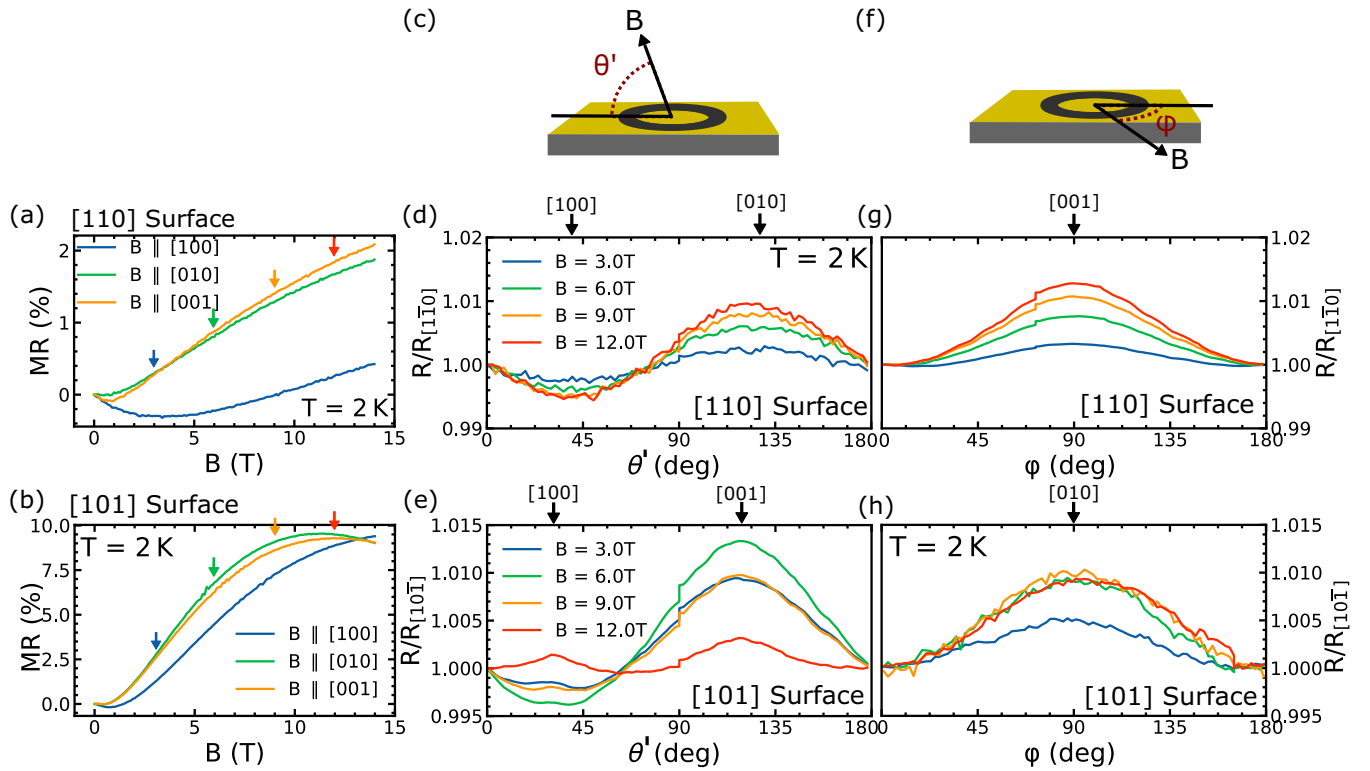 (c)
B
θ'
(f)
φ
B
(a)
[110] Surface
B ∥ [100]
B ∥ [010]
B ∥ [001]
T = 2 K
MR (%)
2
1
0
0
5
10
15
B (T)
(d)
[100]
[010]
T = 2 K
B = 3.0T
B = 6.0T
B = 9.0T
B = 12.0T
[110] Surface
R/R[11̅0]
1.02
1.01
1.00
0.99
0
45
90
135
180
θ' (deg)
(g)
[001]
[110] Surface
1.02
1.01
1.00
0.99
R/R[11̅0]
0
45
90
135
180
φ (deg)
(b)
[101] Surface
T = 2 K
B ∥ [100]
B ∥ [010]
B ∥ [001]
MR (%)
10.0
7.5
5.0
2.5
0.0
0
5
10
15
B (T)
(e)
[100]
[001]
B = 3.0T
B = 6.0T
B = 9.0T
B = 12.0T
[101] Surface
R/R[101̅]
1.015
1.010
1.005
1.000
0.995
0
45
90
135
180
θ' (deg)
(h)
[010]
T = 2 K
[101] Surface
1.015
1.010
1.005
1.000
0.995
R/R[101̅]
0
45
90
135
180
φ (deg)